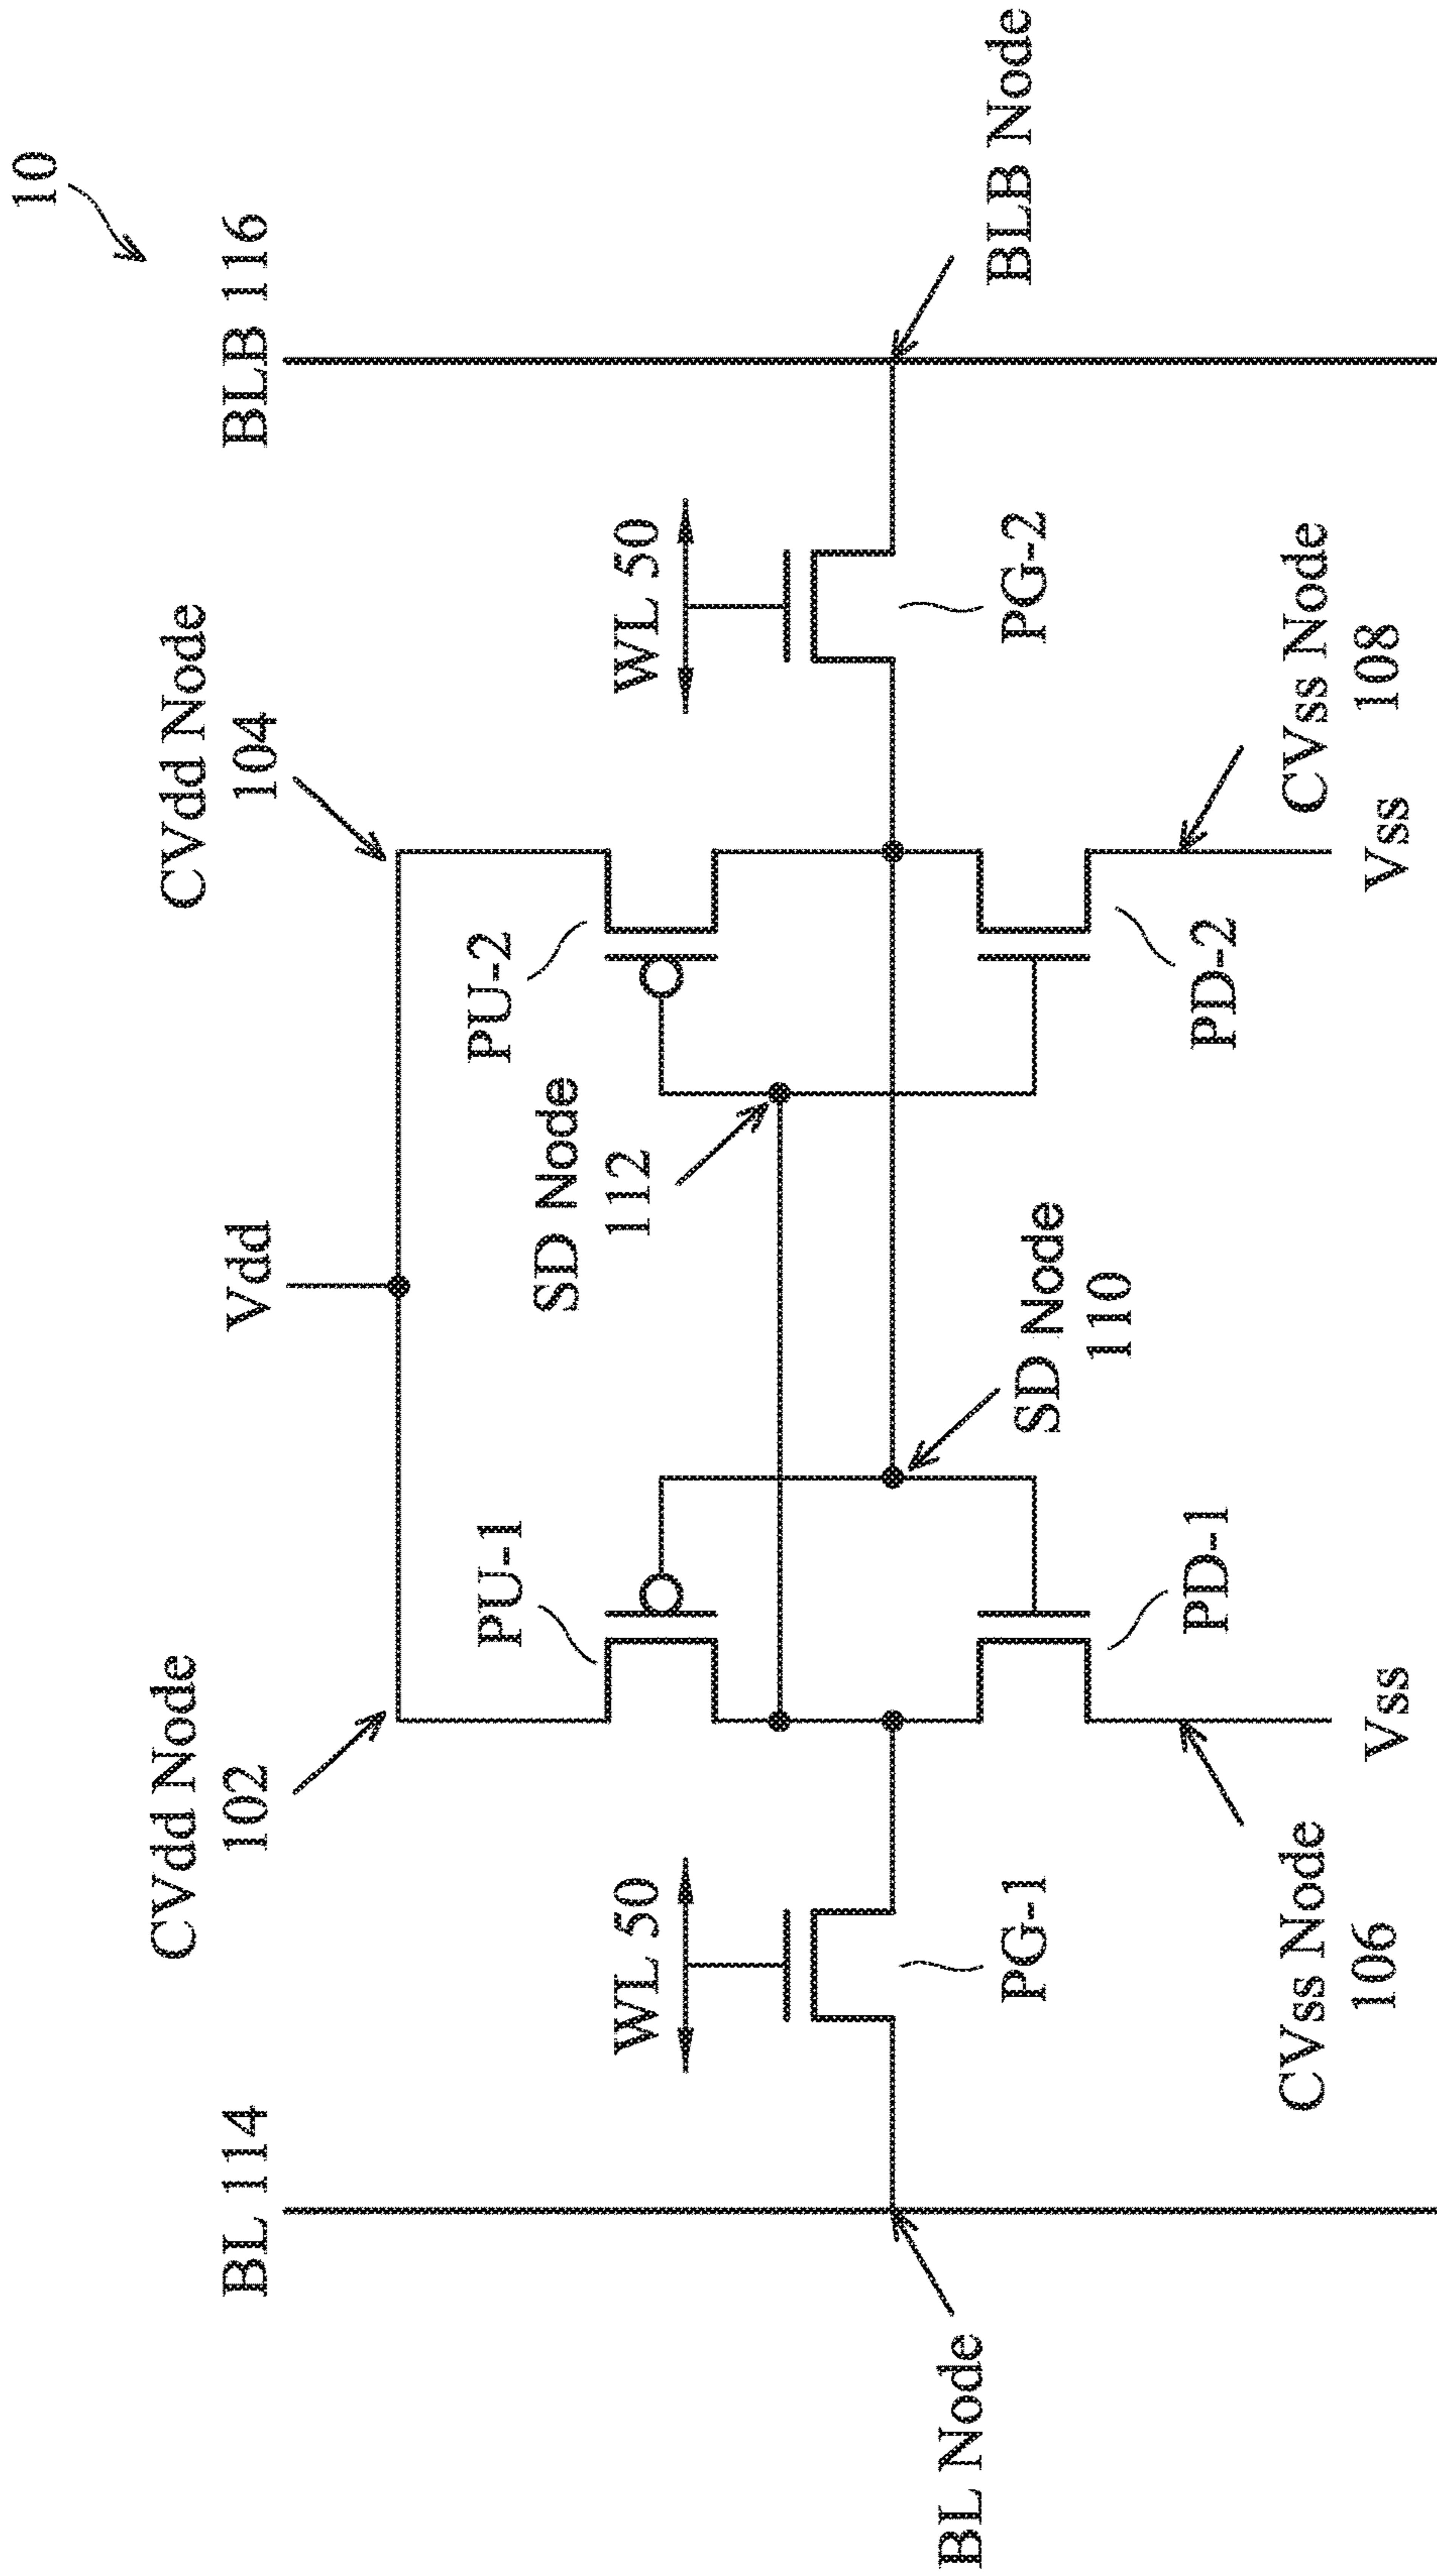 10
BL 114
BLB 116
CVdd Node
102
Vdd
CVdd Node
104
PU-1
PU-2
SD Node
112
WL 50
WL 50
BL Node
PG-1
SD Node
110
PG-2
BLB Node
PD-1
PD-2
CVss Node
106
Vss
Vss
CVss Node
108